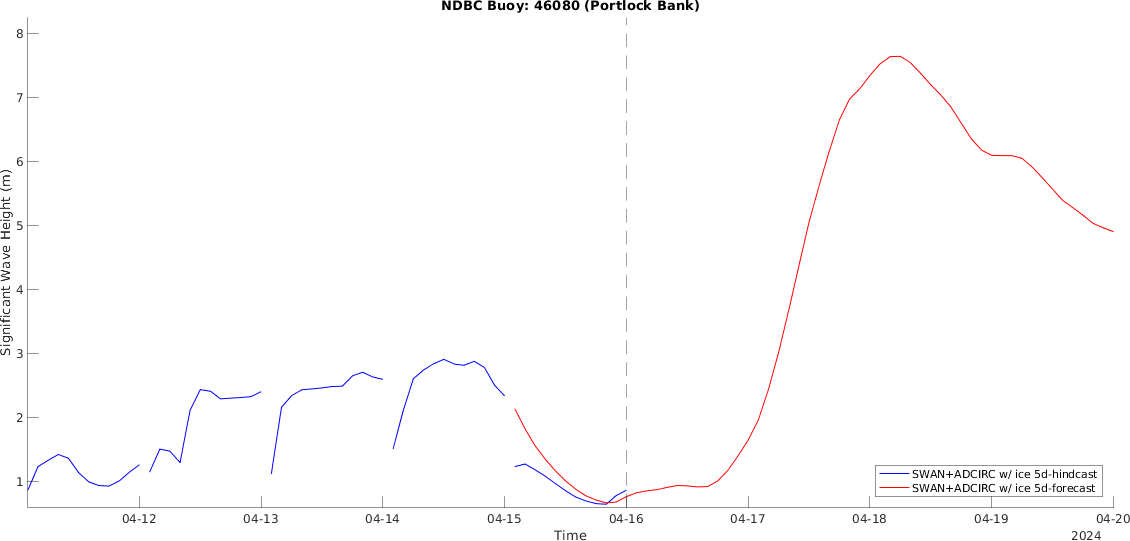 NDBC Buoy: 46080 (Portlock Bank)
8
7
6
5
4
3
2
1
Significant Wave Height (m)
SWAN+ADCIRC w/ ice 5d-hindcast
SWAN+ADCIRC w/ ice 5d-forecast
04-12 04-13 04-14 04-15 04-16 04-17 04-18 04-19 04-20
Time
2024